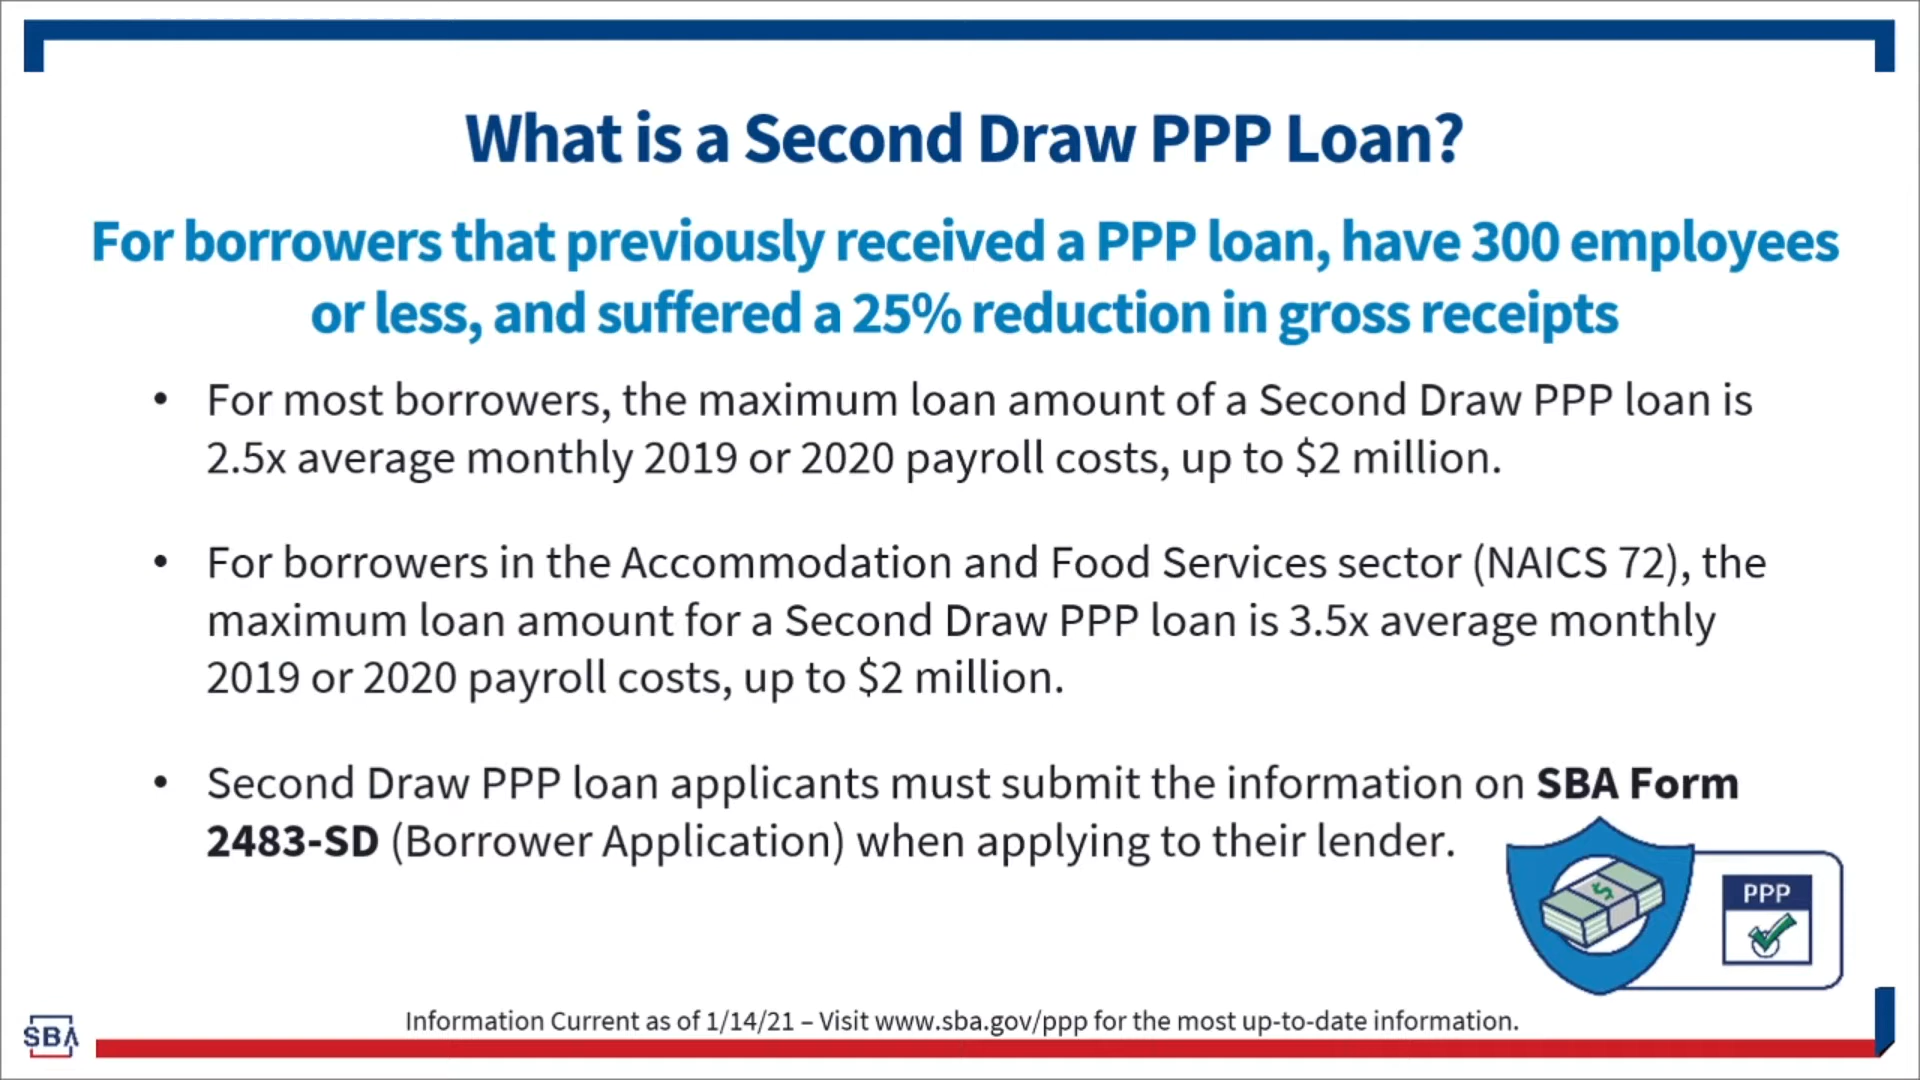 What is a Second Draw PPP Loan?
For borrowers that previously received a PPP loan, have 300 employees
or less, and suffered a 25% reduction in gross receipts
• For most borrowers, the maximum loan amount of a Second Draw PPP loan is
2.5x average monthly 2019 or 2020 payroll costs, up to $2 million.
• For borrowers in the Accommodation and Food Services sector (NAICS 72), the
maximum loan amount for a Second Draw PPP loan is 3.5x average monthly
2019 or 2020 payroll costs, up to $2 million.
• Second Draw PPP loan applicants must submit the information on SBA Form
2483-SD (Borrower Application) when applying to their lender.
$
PPP
Information Current as of 1/14/21 – Visit www.sba.gov/ppp for the most up-to-date information.
SBA